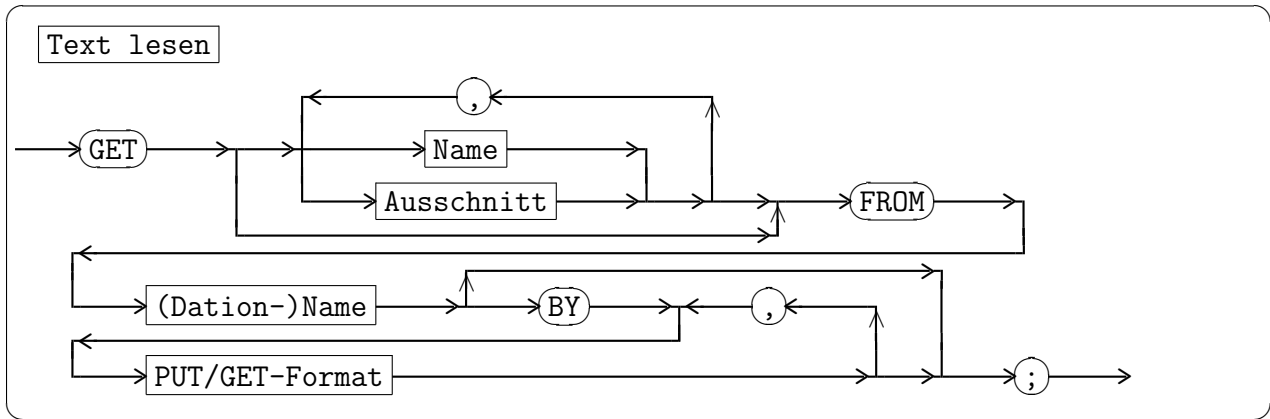 Text lesen
,
GET Name
Ausschnitt FROM
(Dation-)Name BY ,
PUT/GET-Format ;